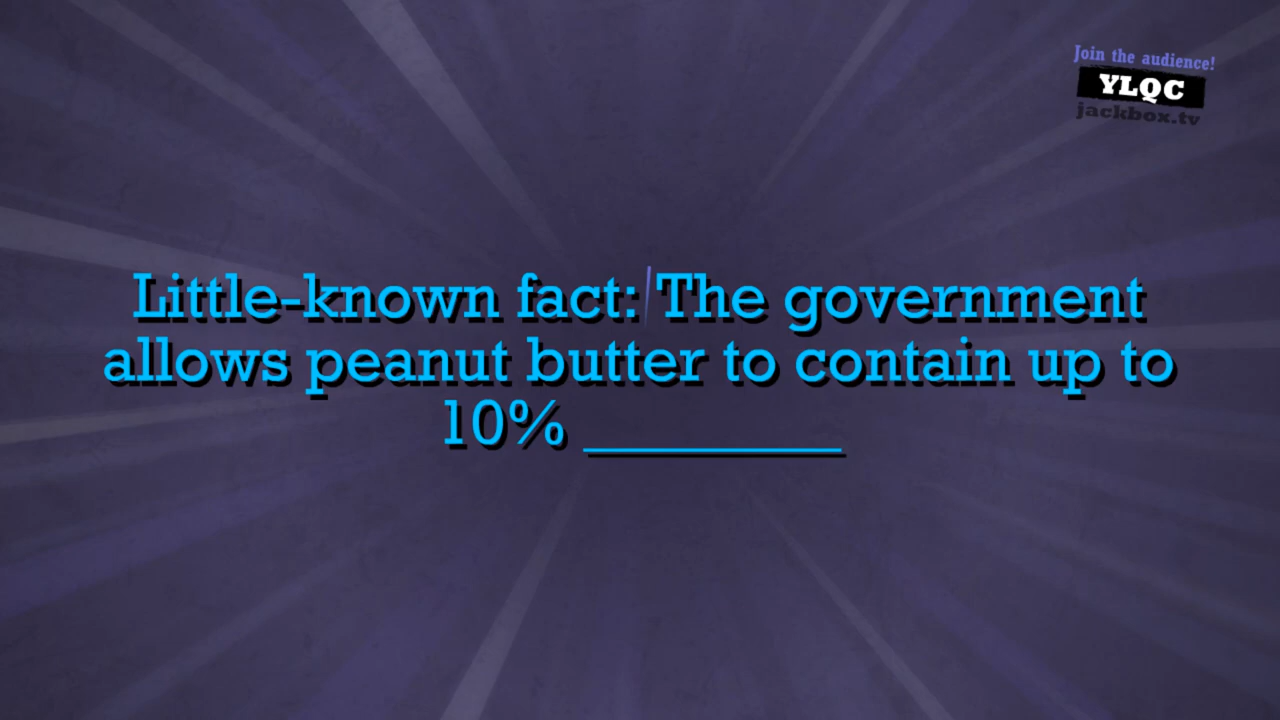 Join the audience!
YLQC
jackbox.tv
Little-known fact: The government
allows peanut butter to contain up to
10% _________